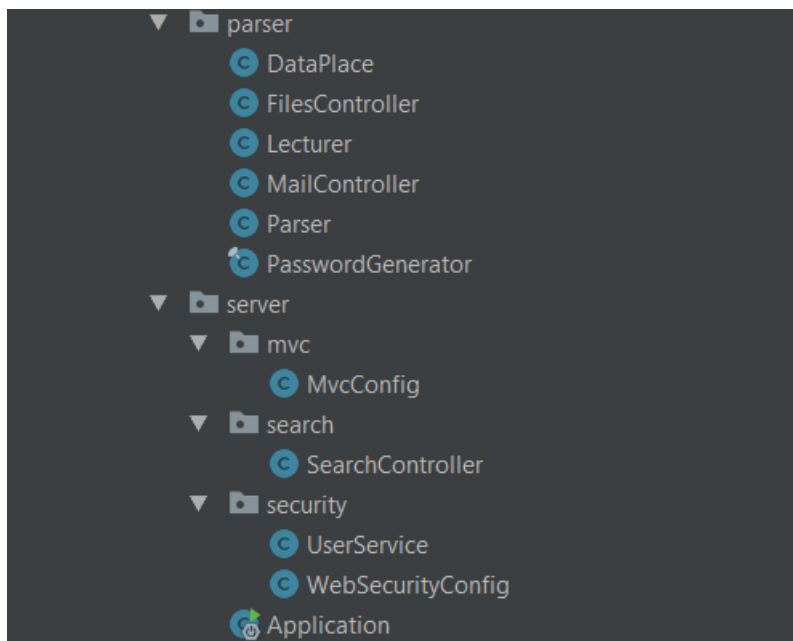 parser
C DataPlace
C FilesController
C Lecturer
C MailController
C Parser
C PasswordGenerator
server
mvc
C MvcConfig
search
C SearchController
security
C UserService
C WebSecurityConfig
C Application